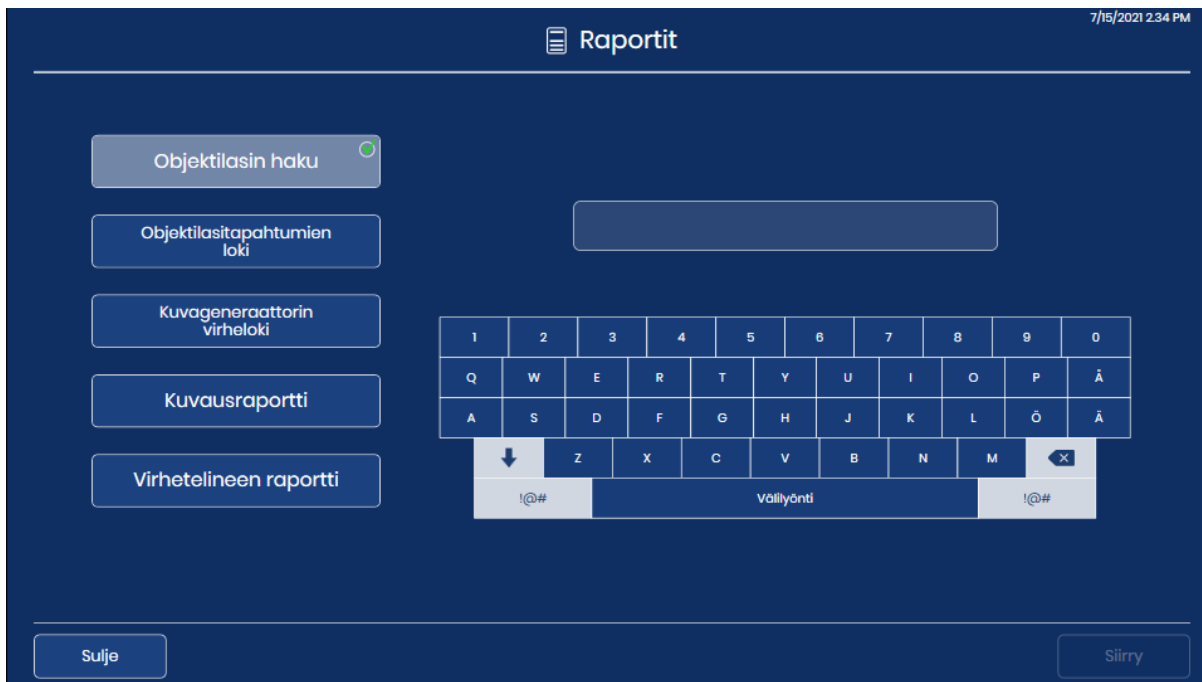 7/15/2021 2.34 PM
Raportit
Objektilasin haku
Objektilasitapahtumien
loki
Kuvageneraattorin
virheloki
Kuvausraportti
Virhetelineen raportti
1 2 3 4 5 6 7 8 9 0
Q W E R T Y U I O P Å
A S D F G H J K L Ö Ä
Z X C V B N M
!@# Välilyönti !@#
Sulje
Siirry